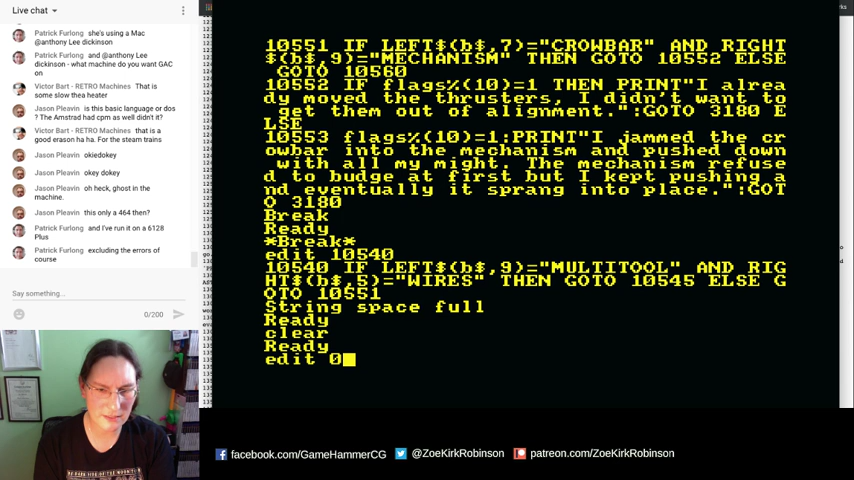 Live chat
Patrick Furlong she's using a Mac
@anthony Lee
dickinson
Patrick Furlong and @anthony Lee
dickinson - what machine do you want GAC
on
Victor Bart - RETRO Machines That is
some slow thea heater
Jason Pleavin is this basic language or dos
? The Amstrad had cpm as well didn't it?
Victor Bart - RETRO Machines that is a
good erason ha ha. For the steam trains
Jason Pleavin okiedokey
Jason Pleavin okey dokey
Jason Pleavin oh heck, ghost in the
machine.
Jason Pleavin this only a 464 then?
Patrick Furlong and I've run it on a 6128
Plus
Patrick Furlong excluding the errors of
course
Say something...
0/200
10551 IF LEFT$(b$,7)="CROWBAR" AND RIGHT
$(b$,9)="MECHANISM" THEN GOTO 10552 ELSE
GOTO 10560
10552 IF flags%(10)=1 THEN PRINT"I alrea
dy moved the thrusters, I didn't want to
get them out of alignment.":GOTO 3180 E
LSE
10553 flags%(10)=1:PRINT"I jammed the cr
owbar into the mechanism and pushed down
with all my might. The mechanism refuse
d to budge at first but I kept pushing a
nd eventually it sprang into place.":GOT
O 3180
Break
Ready
*Break*
edit 10540
10540 IF LEFT$(b$,9)="MULTITOOL" AND RIG
HT$(b$,5)="WIRES" THEN GOTO 10545 ELSE G
OTO 10551
String space full
Ready
clear
Ready
edit 0
facebook.com/GameHammerCG @ZoeKirkRobinson patreon.com/ZoeKirkRobinson